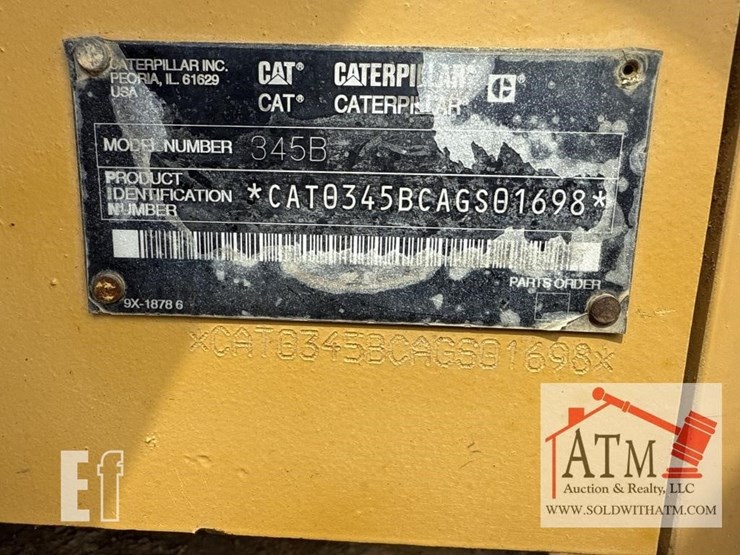 CATERPILLAR INC.
PEORIA, IL 61629
USA
CAT® CATERPILLAR ®
CAT® CATERPILLAR
MODEL NUMBER 345B
PRODUCT
IDENTIFICATION
NUMBER
*CAT0345BCAGS01698*
PARTS ORDER
9X-1878 6
*CAT0345BCAGS01698*
Ef
ATM
Auction & Realty, LLC
WWW.SOLDWITHATM.COM